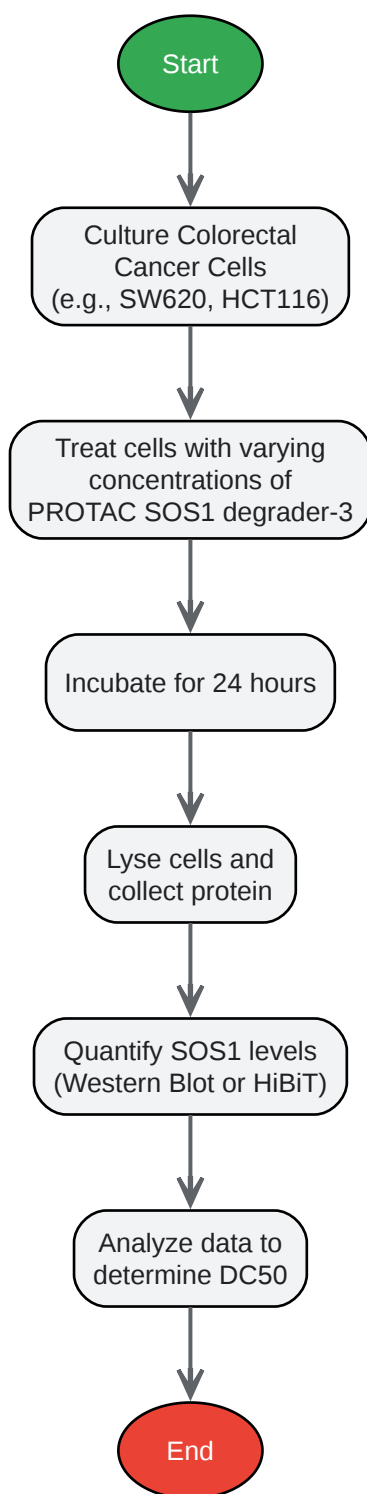 Start
Culture Colorectal
Cancer Cells
(e.g., SW620, HCT116)
Treat cells with varying
concentrations of
PROTAC SOS1 degrader-3
Incubate for 24 hours
Lyse cells and
collect protein
Quantify SOS1 levels
(Western Blot or HiBiT)
Analyze data to
determine DC50
End